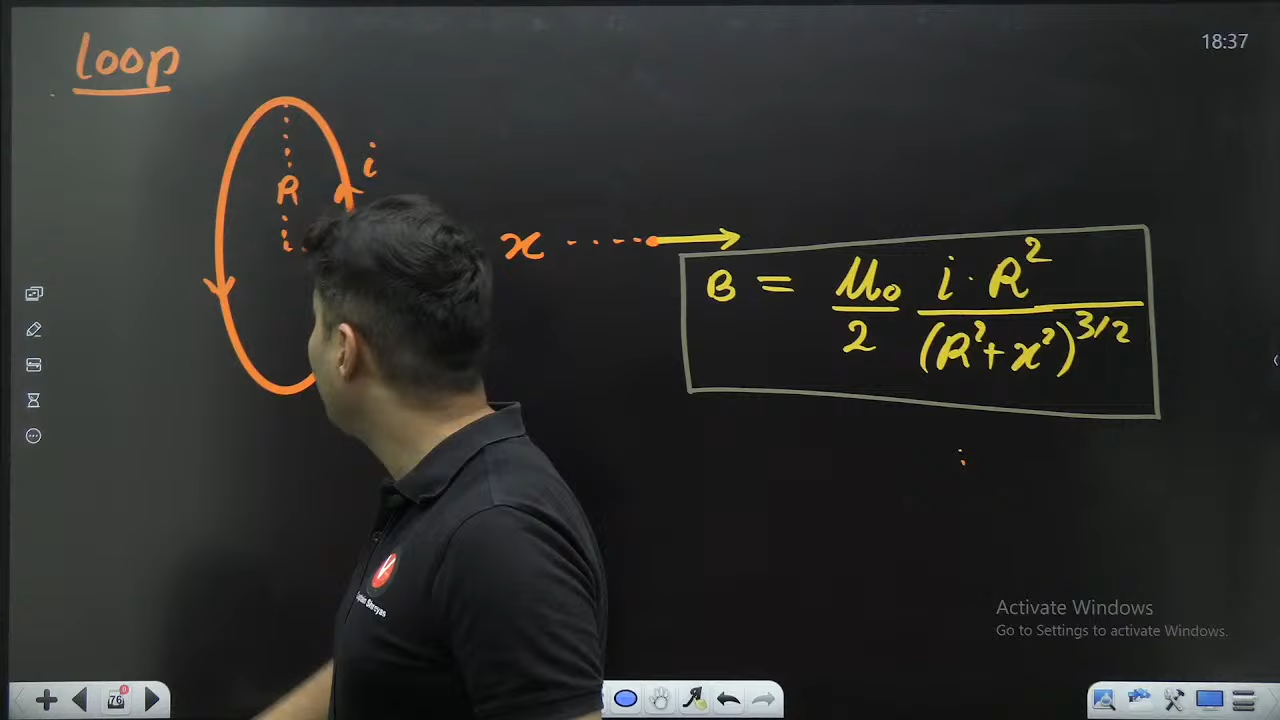 loop
18:37
i
R
x
B = μ₀/2 i·R²/(R²+x²)^3/2
Shreyas
76
Activate Windows
Go to Settings to activate Windows.